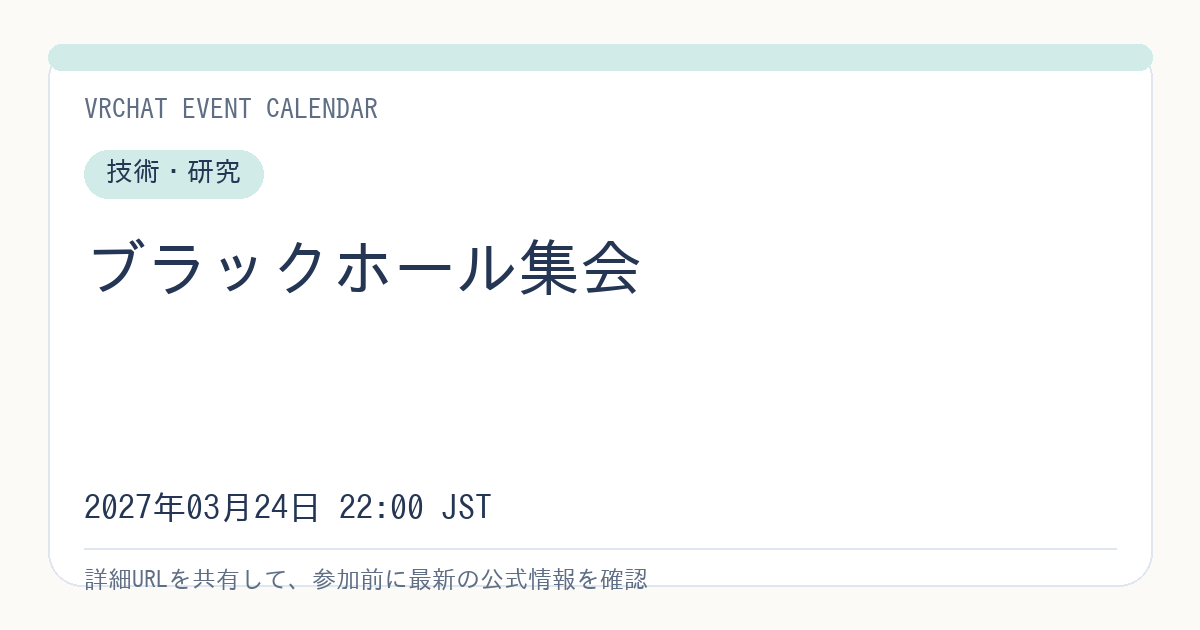 VRCHAT EVENT CALENDAR
技術・研究
ブラックホール集会
2027年03月24日 22:00 JST
詳細URLを共有して、参加前に最新の公式情報を確認